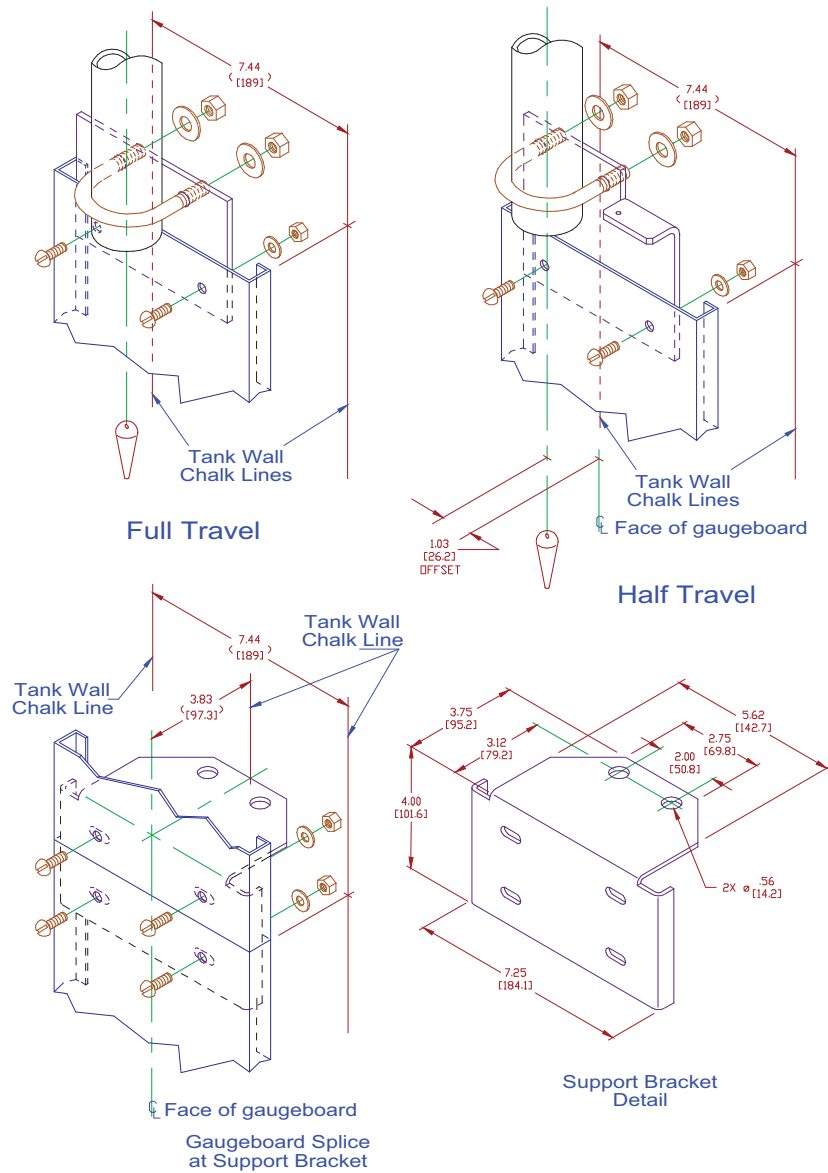 7.44
[189]
Tank Wall
Chalk Lines
Full Travel
7.44
[189]
Tank Wall
Chalk Lines
℄ Face of gaugeboard
1.03
[26.2]
OFFSET
Half Travel
Tank Wall
Chalk Line
7.44
[189]
Tank Wall
Chalk Line
3.83
[97.3]
℄ Face of gaugeboard
Gaugeboard Splice
at Support Bracket
3.75
[95.2]
3.12
[79.2]
5.62
[142.7]
2.75
[69.8]
2.00
[50.8]
4.00
[101.6]
2X ⌀ .56
[14.2]
7.25
[184.1]
Support Bracket
Detail